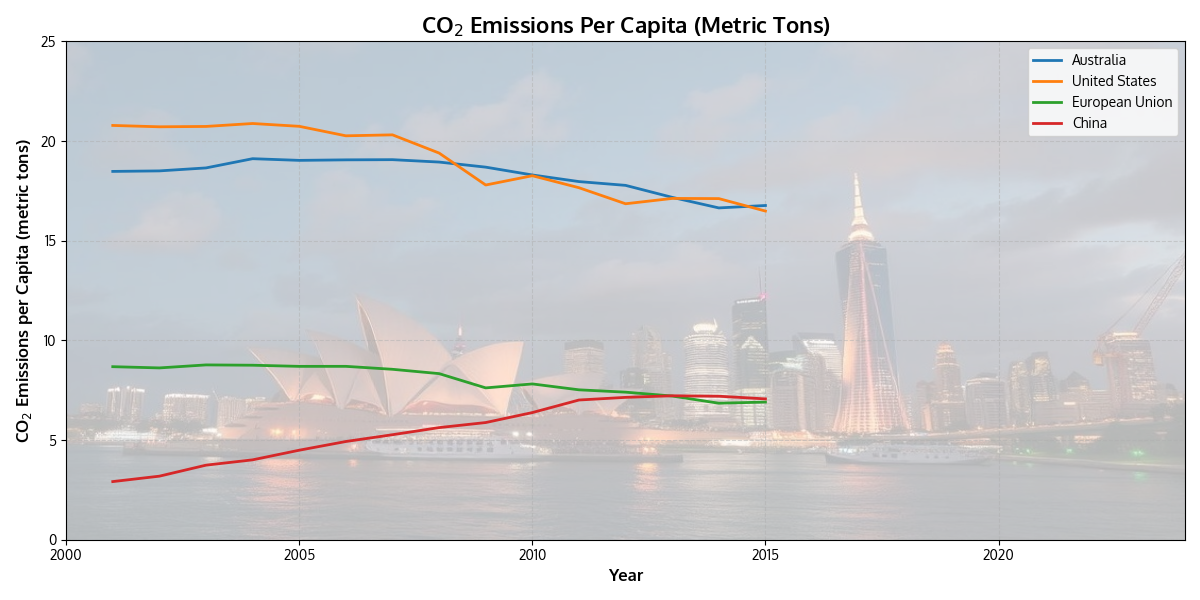 CO₂ Emissions Per Capita (Metric Tons)
CO₂ Emissions per Capita (metric tons)
25
20
15
10
5
0
Australia
United States
European Union
China
2000 2005 2010 2015 2020
Year